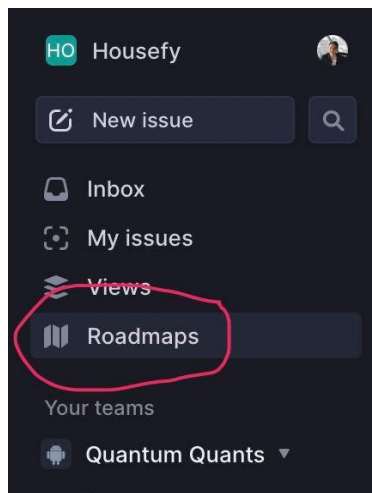 HO Housefy
New issue
Inbox
My issues
Views
Roadmaps
Your teams
Quantum Quants